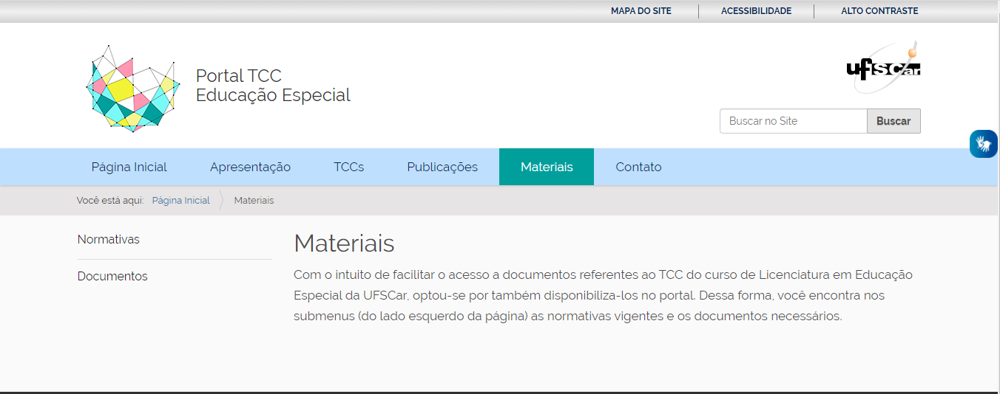 MAPA DO SITE
ACESSIBILIDADE
ALTO CONTRASTE
Portal TCC
Educação Especial
ufscar
Buscar no Site
Buscar
Página Inicial
Apresentação
TCCs
Publicações
Materiais
Contato
Você está aqui: Página Inicial Materiais
Normativas
Documentos
Materiais
Com o intuito de facilitar o acesso a documentos referentes ao TCC do curso de Licenciatura em Educação
Especial da UFSCar, optou-se por também disponibiliza-los no portal. Dessa forma, você encontra nos
submenus (do lado esquerdo da página) as normativas vigentes e os documentos necessários.